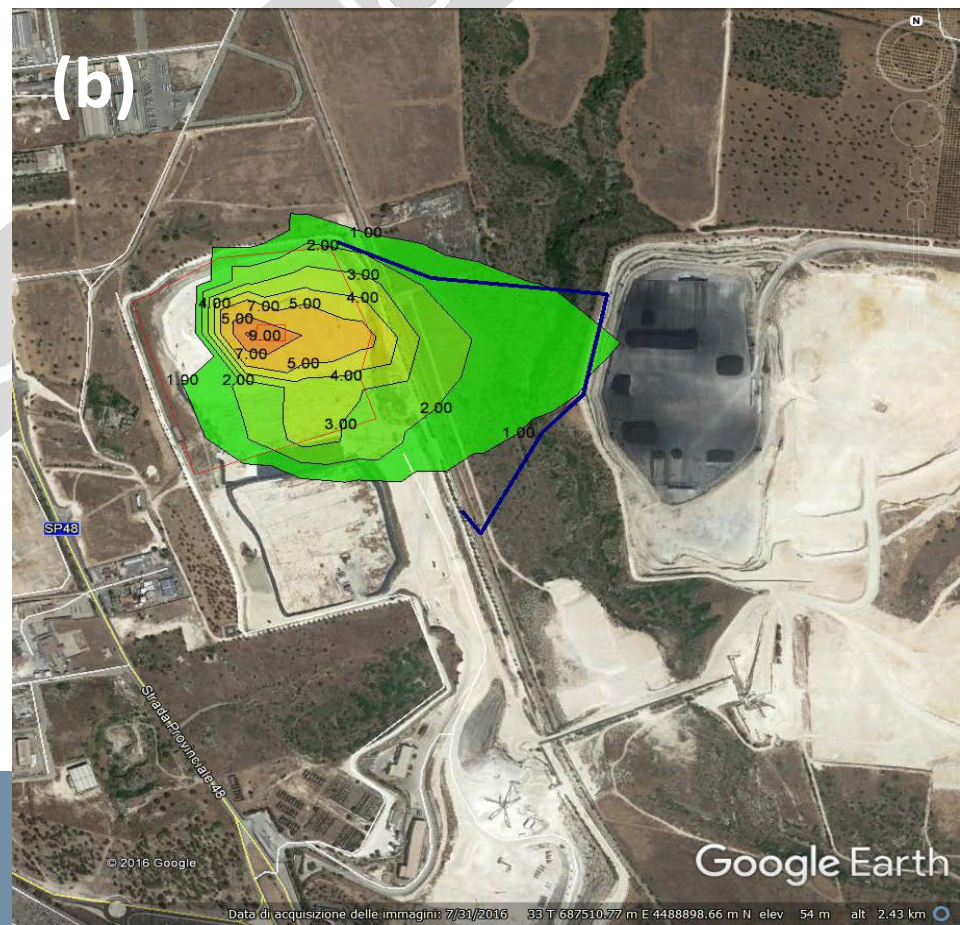 (b)
N
1.00
2.00
3.00
4.00
4.00
7.00
5.00
5.00
9.00
7.00
5.00
4.00
1.00
2.00
2.00
3.00
1.00
SP48
Strada Provinciale 48
© 2016 Google
Google Earth
Data di acquisizione delle immagini: 7/31/2016 33 T 687510.77 m E 4488898.66 m N elev 54 m alt 2.43 km